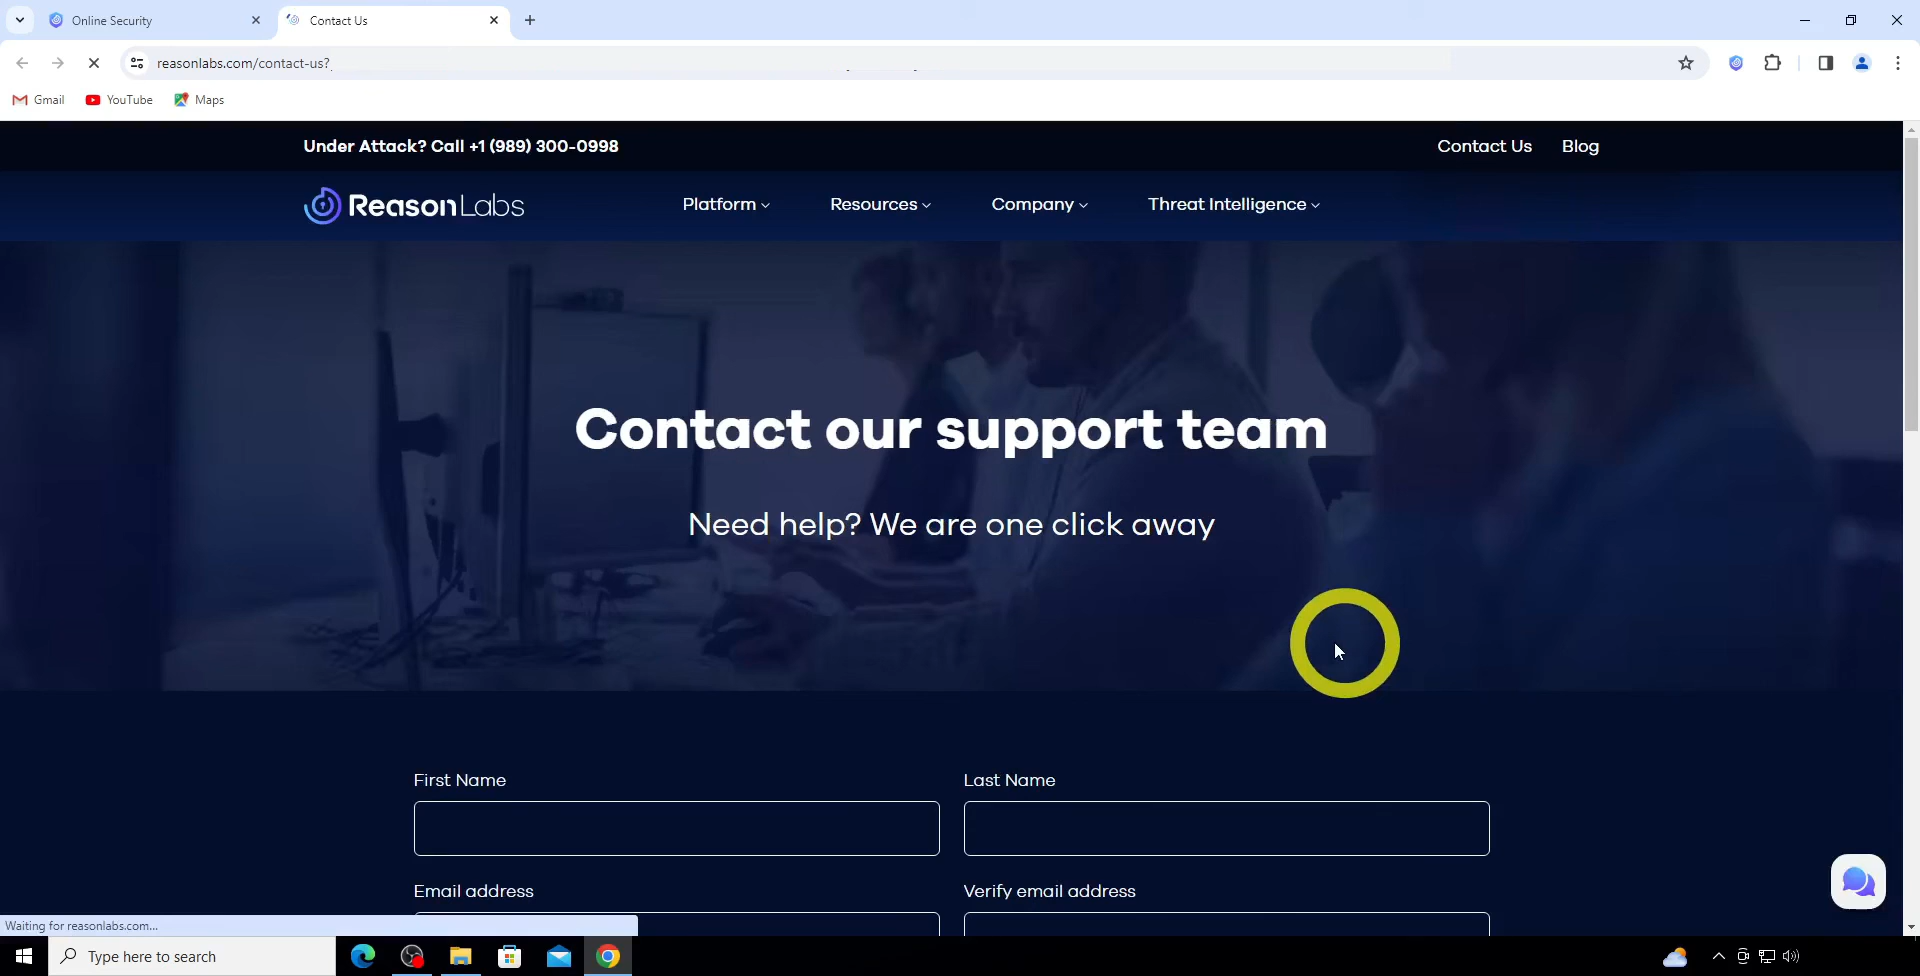 Online Security
Contact Us
reasonlabs.com/contact-us?
Gmail
YouTube
Maps
Under Attack? Call +1 (989) 300-0998
Contact Us
Blog
ReasonLabs
Platform
Resources
Company
Threat Intelligence
Contact our support team
Need help? We are one click away
First Name
Last Name
Email address
Verify email address
Waiting for reasonlabs.com...
Type here to search